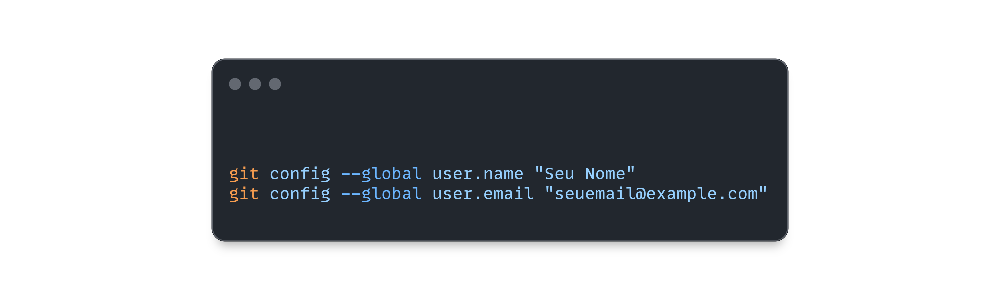 git config --global user.name "Seu Nome"
git config --global user.email "seuemail@example.com"